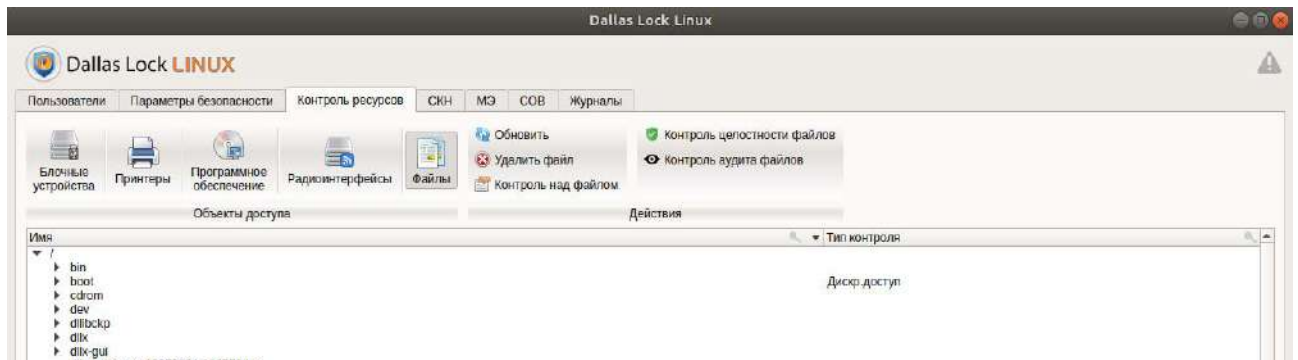 Dallas Lock Linux
Dallas Lock LINUX
Пользователи Параметры безопасности Контроль ресурсов СКН МЭ СОВ Журналы
Блочные устройства
Принтеры
Программное обеспечение
Радиоинтерфейсы
Файлы
Обновить
Удалить файл
Контроль над файлом
Контроль целостности файлов
Контроль аудита файлов
Объекты доступа
Действия
Имя Тип контроля
/
bin
boot Дискр.доступ
cdrom
dev
dllbckp
dllx
dllx-gui